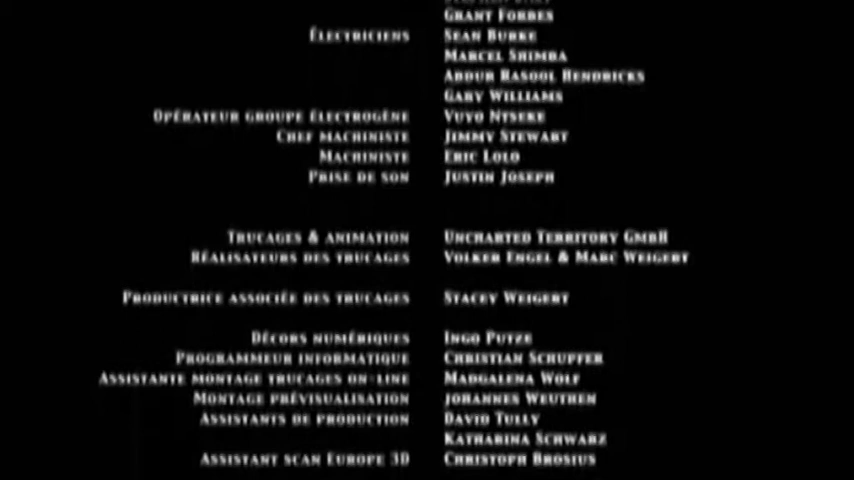 Grant Forbes
Électriciens Sean Burke
Marcel Shimba
Abdur Rasool Hendricks
Gary Williams
Opérateur groupe électrogène Vuyo Ntseke
Chef machiniste Jimmy Stewart
Machiniste Eric Lolo
Prise de son Justin Joseph
Trucages & animation Uncharted Territory GmbH
Réalisateurs des trucages Volker Engel & Marc Weigert
Productrice associée des trucages Stacey Weigert
Décors numériques Ingo Putze
Programmeur informatique Christian Schupfer
Assistante montage trucages on-line Madgalena Wolf
Montage prévisualisation Johannes Weuthen
Assistants de production David Tully
Katharina Schwarz
Assistant scan Europe 3D Christoph Brosius